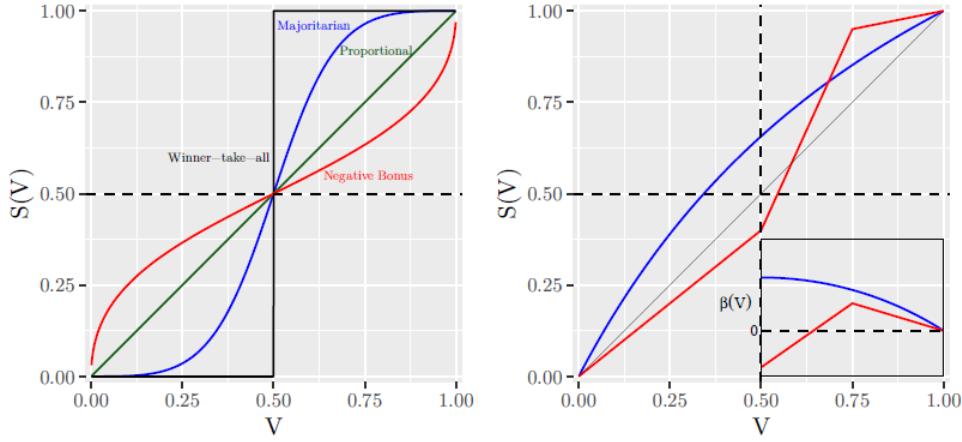 1.00
0.75
0.50
0.25
0.00
S(V)
Majoritarian
Proportional
Winner−take−all
Negative Bonus
0.00 0.25 0.50 0.75 1.00
V
1.00
0.75
0.50
0.25
0.00
S(V)
β(V)
0
0.00 0.25 0.50 0.75 1.00
V